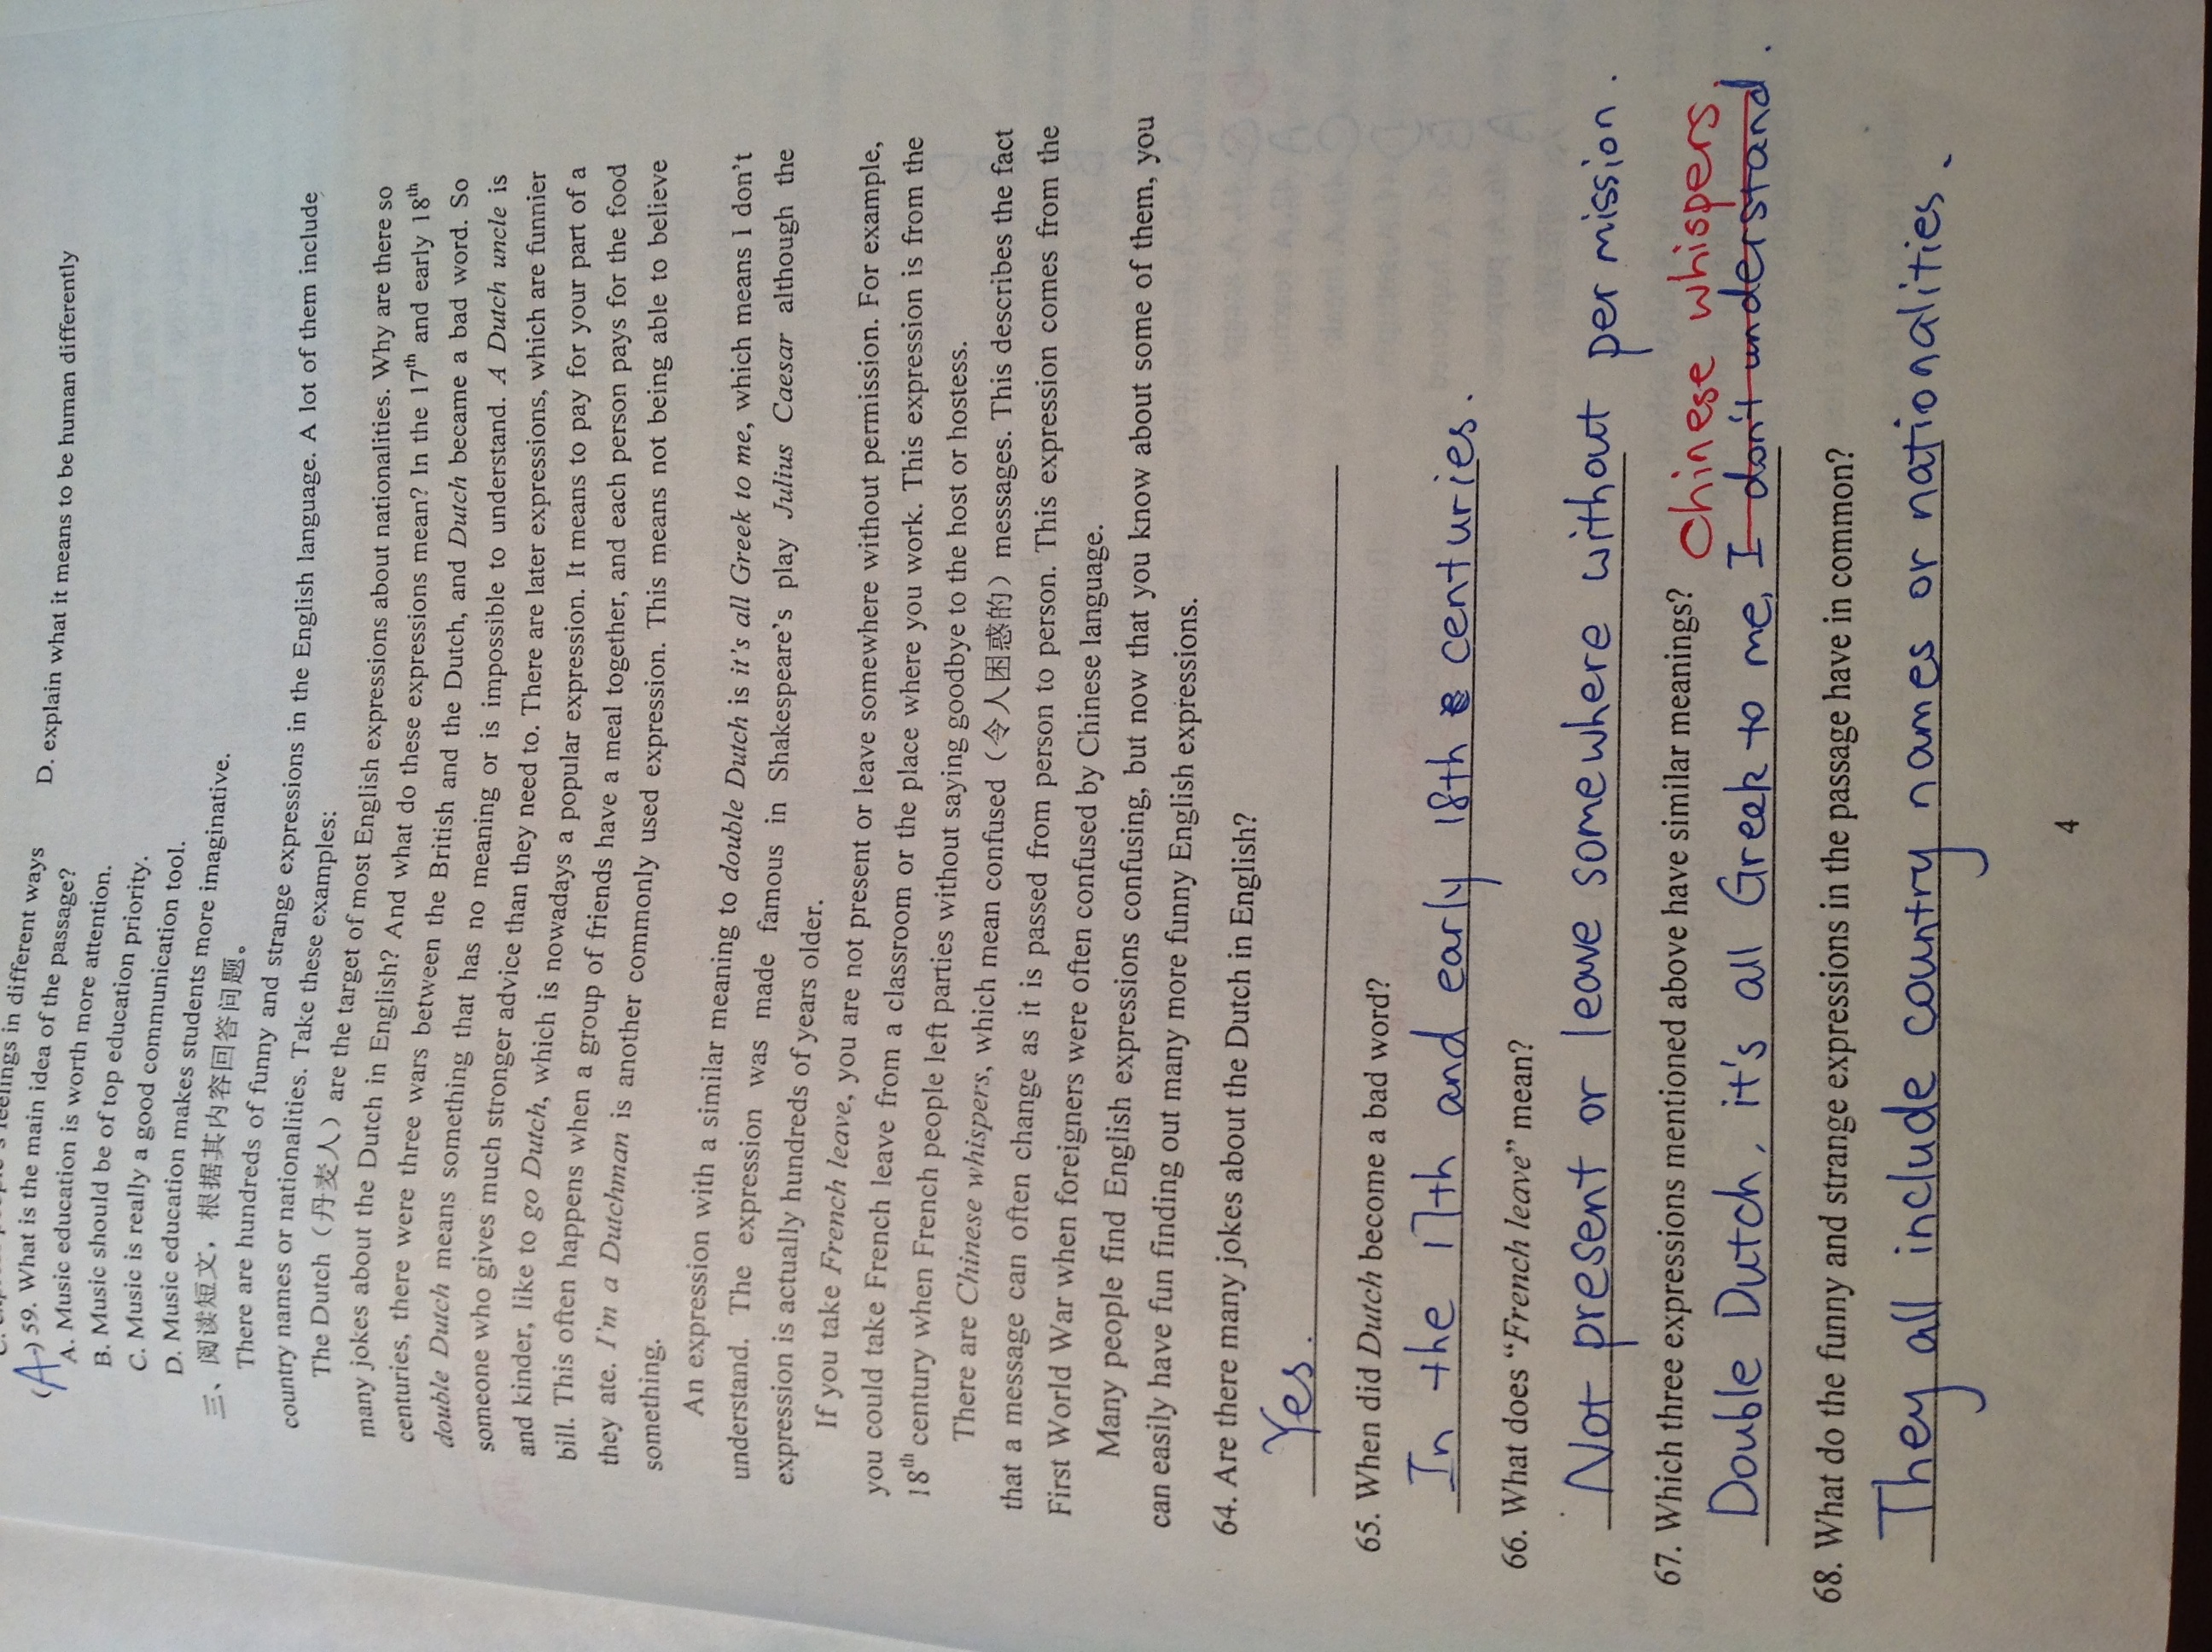 feelings in different ways
D. explain what it means to be human differently
(A) 59. What is the main idea of the passage?
A. Music education is worth more attention.
B. Music should be of top education priority.
C. Music is really a good communication tool.
D. Music education makes students more imaginative.
三、阅读短文，根据其内容回答问题。
There are hundreds of funny and strange expressions in the English language. A lot of them include
country names or nationalities. Take these examples:
The Dutch（丹麦人）are the target of most English expressions about nationalities. Why are there so
many jokes about the Dutch in English? And what do these expressions mean? In the 17th and early 18th
centuries, there were three wars between the British and the Dutch, and Dutch became a bad word. So
double Dutch means something that has no meaning or is impossible to understand. A Dutch uncle is
someone who gives much stronger advice than they need to. There are later expressions, which are funnier
and kinder, like to go Dutch, which is nowadays a popular expression. It means to pay for your part of a
bill. This often happens when a group of friends have a meal together, and each person pays for the food
they ate. I'm a Dutchman is another commonly used expression. This means not being able to believe
something.
An expression with a similar meaning to double Dutch is it's all Greek to me, which means I don't
understand. The expression was made famous in Shakespeare's play Julius Caesar although the
expression is actually hundreds of years older.
If you take French leave, you are not present or leave somewhere without permission. For example,
you could take French leave from a classroom or the place where you work. This expression is from the
18th century when French people left parties without saying goodbye to the host or hostess.
There are Chinese whispers, which mean confused（令人困惑的）messages. This describes the fact
that a message can often change as it is passed from person to person. This expression comes from the
First World War when foreigners were often confused by Chinese language.
Many people find English expressions confusing, but now that you know about some of them, you
can easily have fun finding out many more funny English expressions.
64. Are there many jokes about the Dutch in English?
Yes.
65. When did Dutch become a bad word?
In the 17th and early 18th centuries.
66. What does “French leave” mean?
Not present or leave somewhere without permission.
67. Which three expressions mentioned above have similar meanings?
Chinese whispers.
Double Dutch, it's all Greek to me, I don't understand.
68. What do the funny and strange expressions in the passage have in common?
They all include country names or nationalities.
4